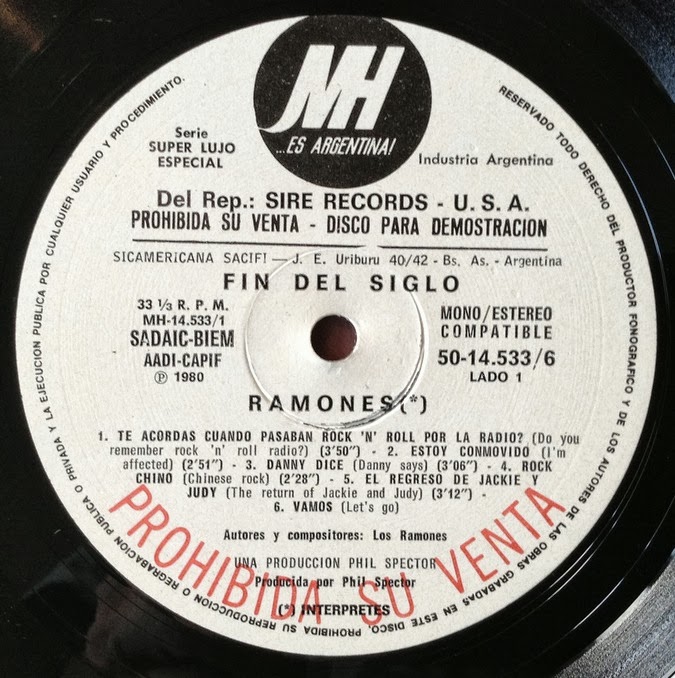 MH
...ES ARGENTINA!
Serie
SUPER LUJO
ESPECIAL
Industria Argentina
Del Rep.: SIRE RECORDS - U. S. A.
PROHIBIDA SU VENTA - DISCO PARA DEMOSTRACION
SICAMERICANA SACIFI — J. E. Uriburu 40/42 - Bs. As. - Argentina
FIN DEL SIGLO
33 ⅓ R. P. M.
MH-14.533/1
SADAIC-BIEM
AADI-CAPIF
Ⓟ 1980
MONO/ESTEREO
COMPATIBLE
50-14.533/6
LADO 1
RAMONES(*)
1. TE ACORDAS CUANDO PASABAN ROCK 'N' ROLL POR LA RADIO? (Do you
remember rock 'n' roll radio?) (3'50") - 2. ESTOY CONMOVIDO (I'm
affected) (2'51") - 3. DANNY DICE (Danny says) (3'06") - 4. ROCK
CHINO (Chinese rock) (2'28") - 5. EL REGRESO DE JACKIE Y
JUDY (The return of Jackie and Judy) (3'12") -
6. VAMOS (Let's go)
Autores y compositores: Los Ramones
UNA PRODUCCION PHIL SPECTOR
Producida por Phil Spector
(*) INTERPRETES
PROHIBIDA SU VENTA
RESERVADO TODO DERECHO DEL PRODUCTOR FONOGRAFICO Y DE LOS AUTORES DE LAS OBRAS GRABADAS EN ESTE DISCO. PROHIBIDA SU REPRODUCCION O REGRABACION PUBLICA O PRIVADA Y LA EJECUCION PUBLICA POR CUALQUIER USUARIO Y PROCEDIMIENTO.